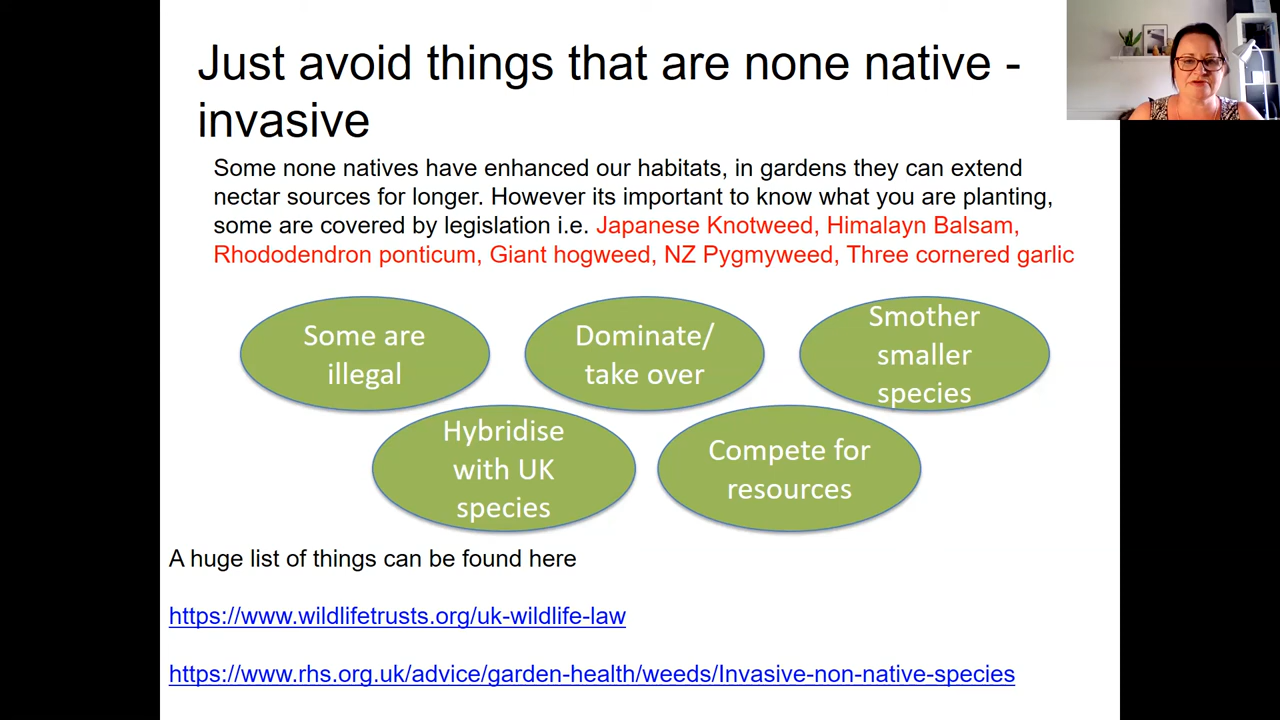 Just avoid things that are none native -
invasive
Some none natives have enhanced our habitats, in gardens they can extend
nectar sources for longer. However its important to know what you are planting,
some are covered by legislation i.e. Japanese Knotweed, Himalayn Balsam,
Rhododendron ponticum, Giant hogweed, NZ Pygmyweed, Three cornered garlic
Some are
illegal
Dominate/
take over
Smother
smaller
species
Hybridise
with UK
species
Compete for
resources
A huge list of things can be found here
https://www.wildlifetrusts.org/uk-wildlife-law
https://www.rhs.org.uk/advice/garden-health/weeds/Invasive-non-native-species